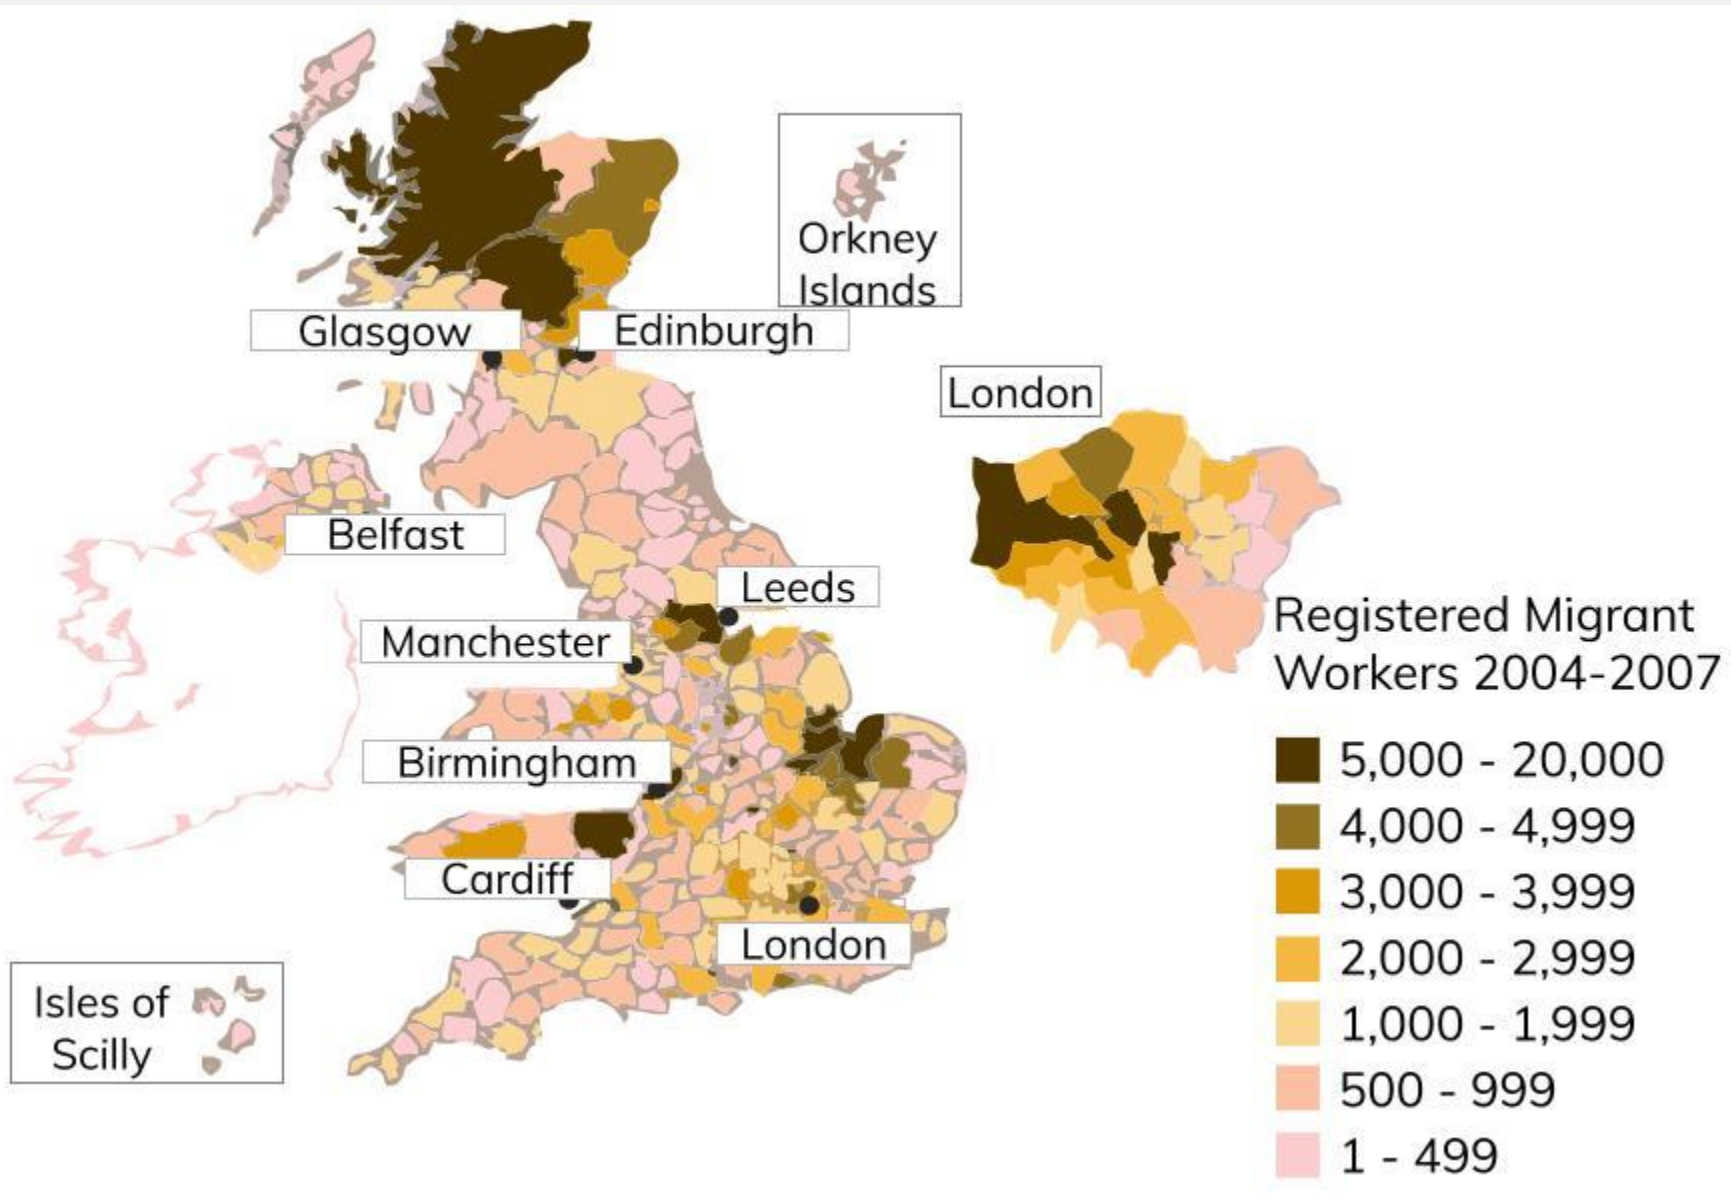 Orkney
Islands
Glasgow
Edinburgh
London
Belfast
Leeds
Manchester
Birmingham
Cardiff
London
Isles of
Scilly
Registered Migrant
Workers 2004-2007
5,000 - 20,000
4,000 - 4,999
3,000 - 3,999
2,000 - 2,999
1,000 - 1,999
500 - 999
1 - 499